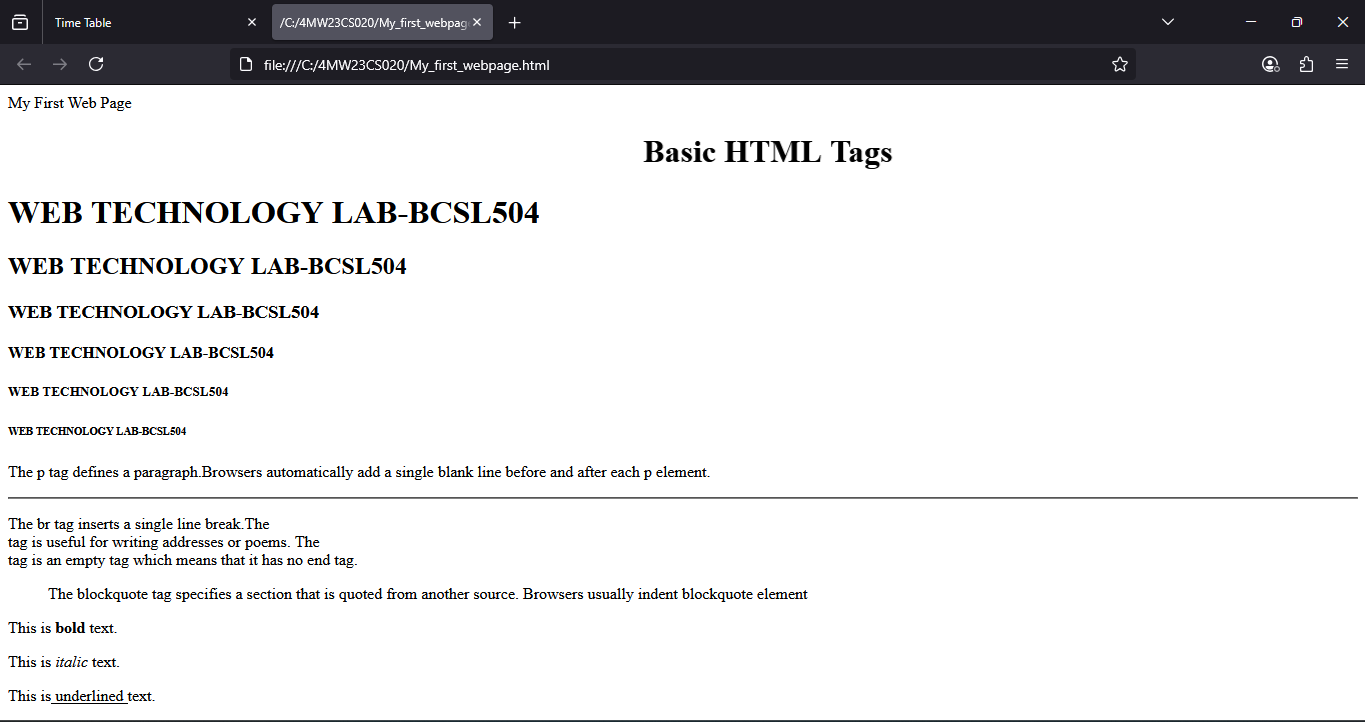 Time Table
/C:/4MW23CS020/My_first_webpag
file:///C:/4MW23CS020/My_first_webpage.html
My First Web Page
Basic HTML Tags
WEB TECHNOLOGY LAB-BCSL504
WEB TECHNOLOGY LAB-BCSL504
WEB TECHNOLOGY LAB-BCSL504
WEB TECHNOLOGY LAB-BCSL504
WEB TECHNOLOGY LAB-BCSL504
WEB TECHNOLOGY LAB-BCSL504
The p tag defines a paragraph.Browsers automatically add a single blank line before and after each p element.
The br tag inserts a single line break.The
tag is useful for writing addresses or poems. The
tag is an empty tag which means that it has no end tag.
The blockquote tag specifies a section that is quoted from another source. Browsers usually indent blockquote element
This is bold text.
This is italic text.
This is underlined text.